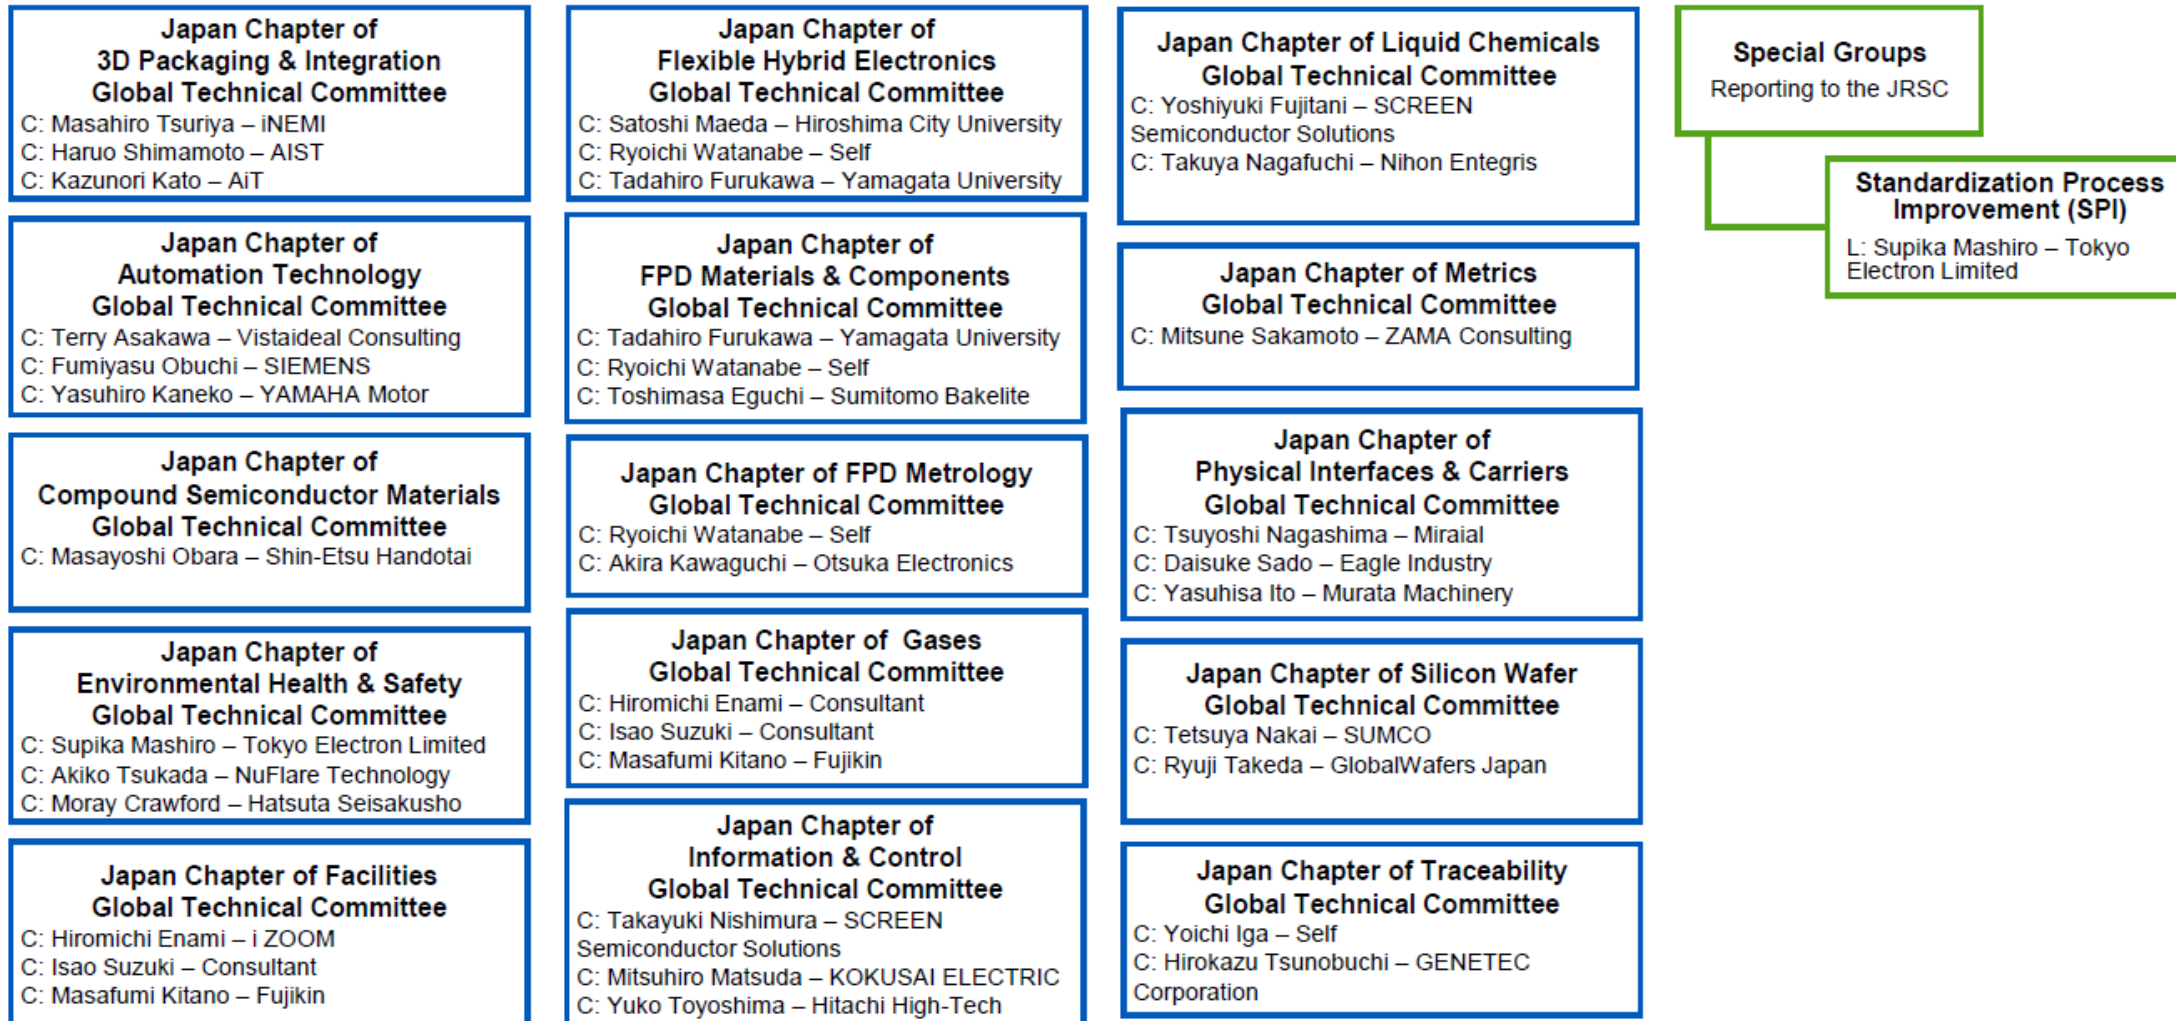 Japan Chapter of
3D Packaging & Integration
Global Technical Committee
C: Masahiro Tsuriya – iNEMI
C: Haruo Shimamoto – AIST
C: Kazunori Kato – AiT
Japan Chapter of
Automation Technology
Global Technical Committee
C: Terry Asakawa – Vistaideal Consulting
C: Fumiyasu Obuchi – SIEMENS
C: Yasuhiro Kaneko – YAMAHA Motor
Japan Chapter of
Compound Semiconductor Materials
Global Technical Committee
C: Masayoshi Obara – Shin-Etsu Handotai
Japan Chapter of
Environmental Health & Safety
Global Technical Committee
C: Supika Mashiro – Tokyo Electron Limited
C: Akiko Tsukada – NuFlare Technology
C: Moray Crawford – Hatsuta Seisakusho
Japan Chapter of Facilities
Global Technical Committee
C: Hiromichi Enami – i ZOOM
C: Isao Suzuki – Consultant
C: Masafumi Kitano – Fujikin
Japan Chapter of
Flexible Hybrid Electronics
Global Technical Committee
C: Satoshi Maeda – Hiroshima City University
C: Ryoichi Watanabe – Self
C: Tadahiro Furukawa – Yamagata University
Japan Chapter of
FPD Materials & Components
Global Technical Committee
C: Tadahiro Furukawa – Yamagata University
C: Ryoichi Watanabe – Self
C: Toshimasa Eguchi – Sumitomo Bakelite
Japan Chapter of FPD Metrology
Global Technical Committee
C: Ryoichi Watanabe – Self
C: Akira Kawaguchi – Otsuka Electronics
Japan Chapter of Gases
Global Technical Committee
C: Hiromichi Enami – Consultant
C: Isao Suzuki – Consultant
C: Masafumi Kitano – Fujikin
Japan Chapter of
Information & Control
Global Technical Committee
C: Takayuki Nishimura – SCREEN
Semiconductor Solutions
C: Mitsuhiro Matsuda – KOKUSAI ELECTRIC
C: Yuko Toyoshima – Hitachi High-Tech
Japan Chapter of Liquid Chemicals
Global Technical Committee
C: Yoshiyuki Fujitani – SCREEN
Semiconductor Solutions
C: Takuya Nagafuchi – Nihon Entegris
Japan Chapter of Metrics
Global Technical Committee
C: Mitsune Sakamoto – ZAMA Consulting
Japan Chapter of
Physical Interfaces & Carriers
Global Technical Committee
C: Tsuyoshi Nagashima – Miraial
C: Daisuke Sado – Eagle Industry
C: Yasuhisa Ito – Murata Machinery
Japan Chapter of Silicon Wafer
Global Technical Committee
C: Tetsuya Nakai – SUMCO
C: Ryuji Takeda – GlobalWafers Japan
Japan Chapter of Traceability
Global Technical Committee
C: Yoichi Iga – Self
C: Hirokazu Tsunobuchi – GENETEC
Corporation
Special Groups
Reporting to the JRSC
Standardization Process
Improvement (SPI)
L: Supika Mashiro – Tokyo
Electron Limited